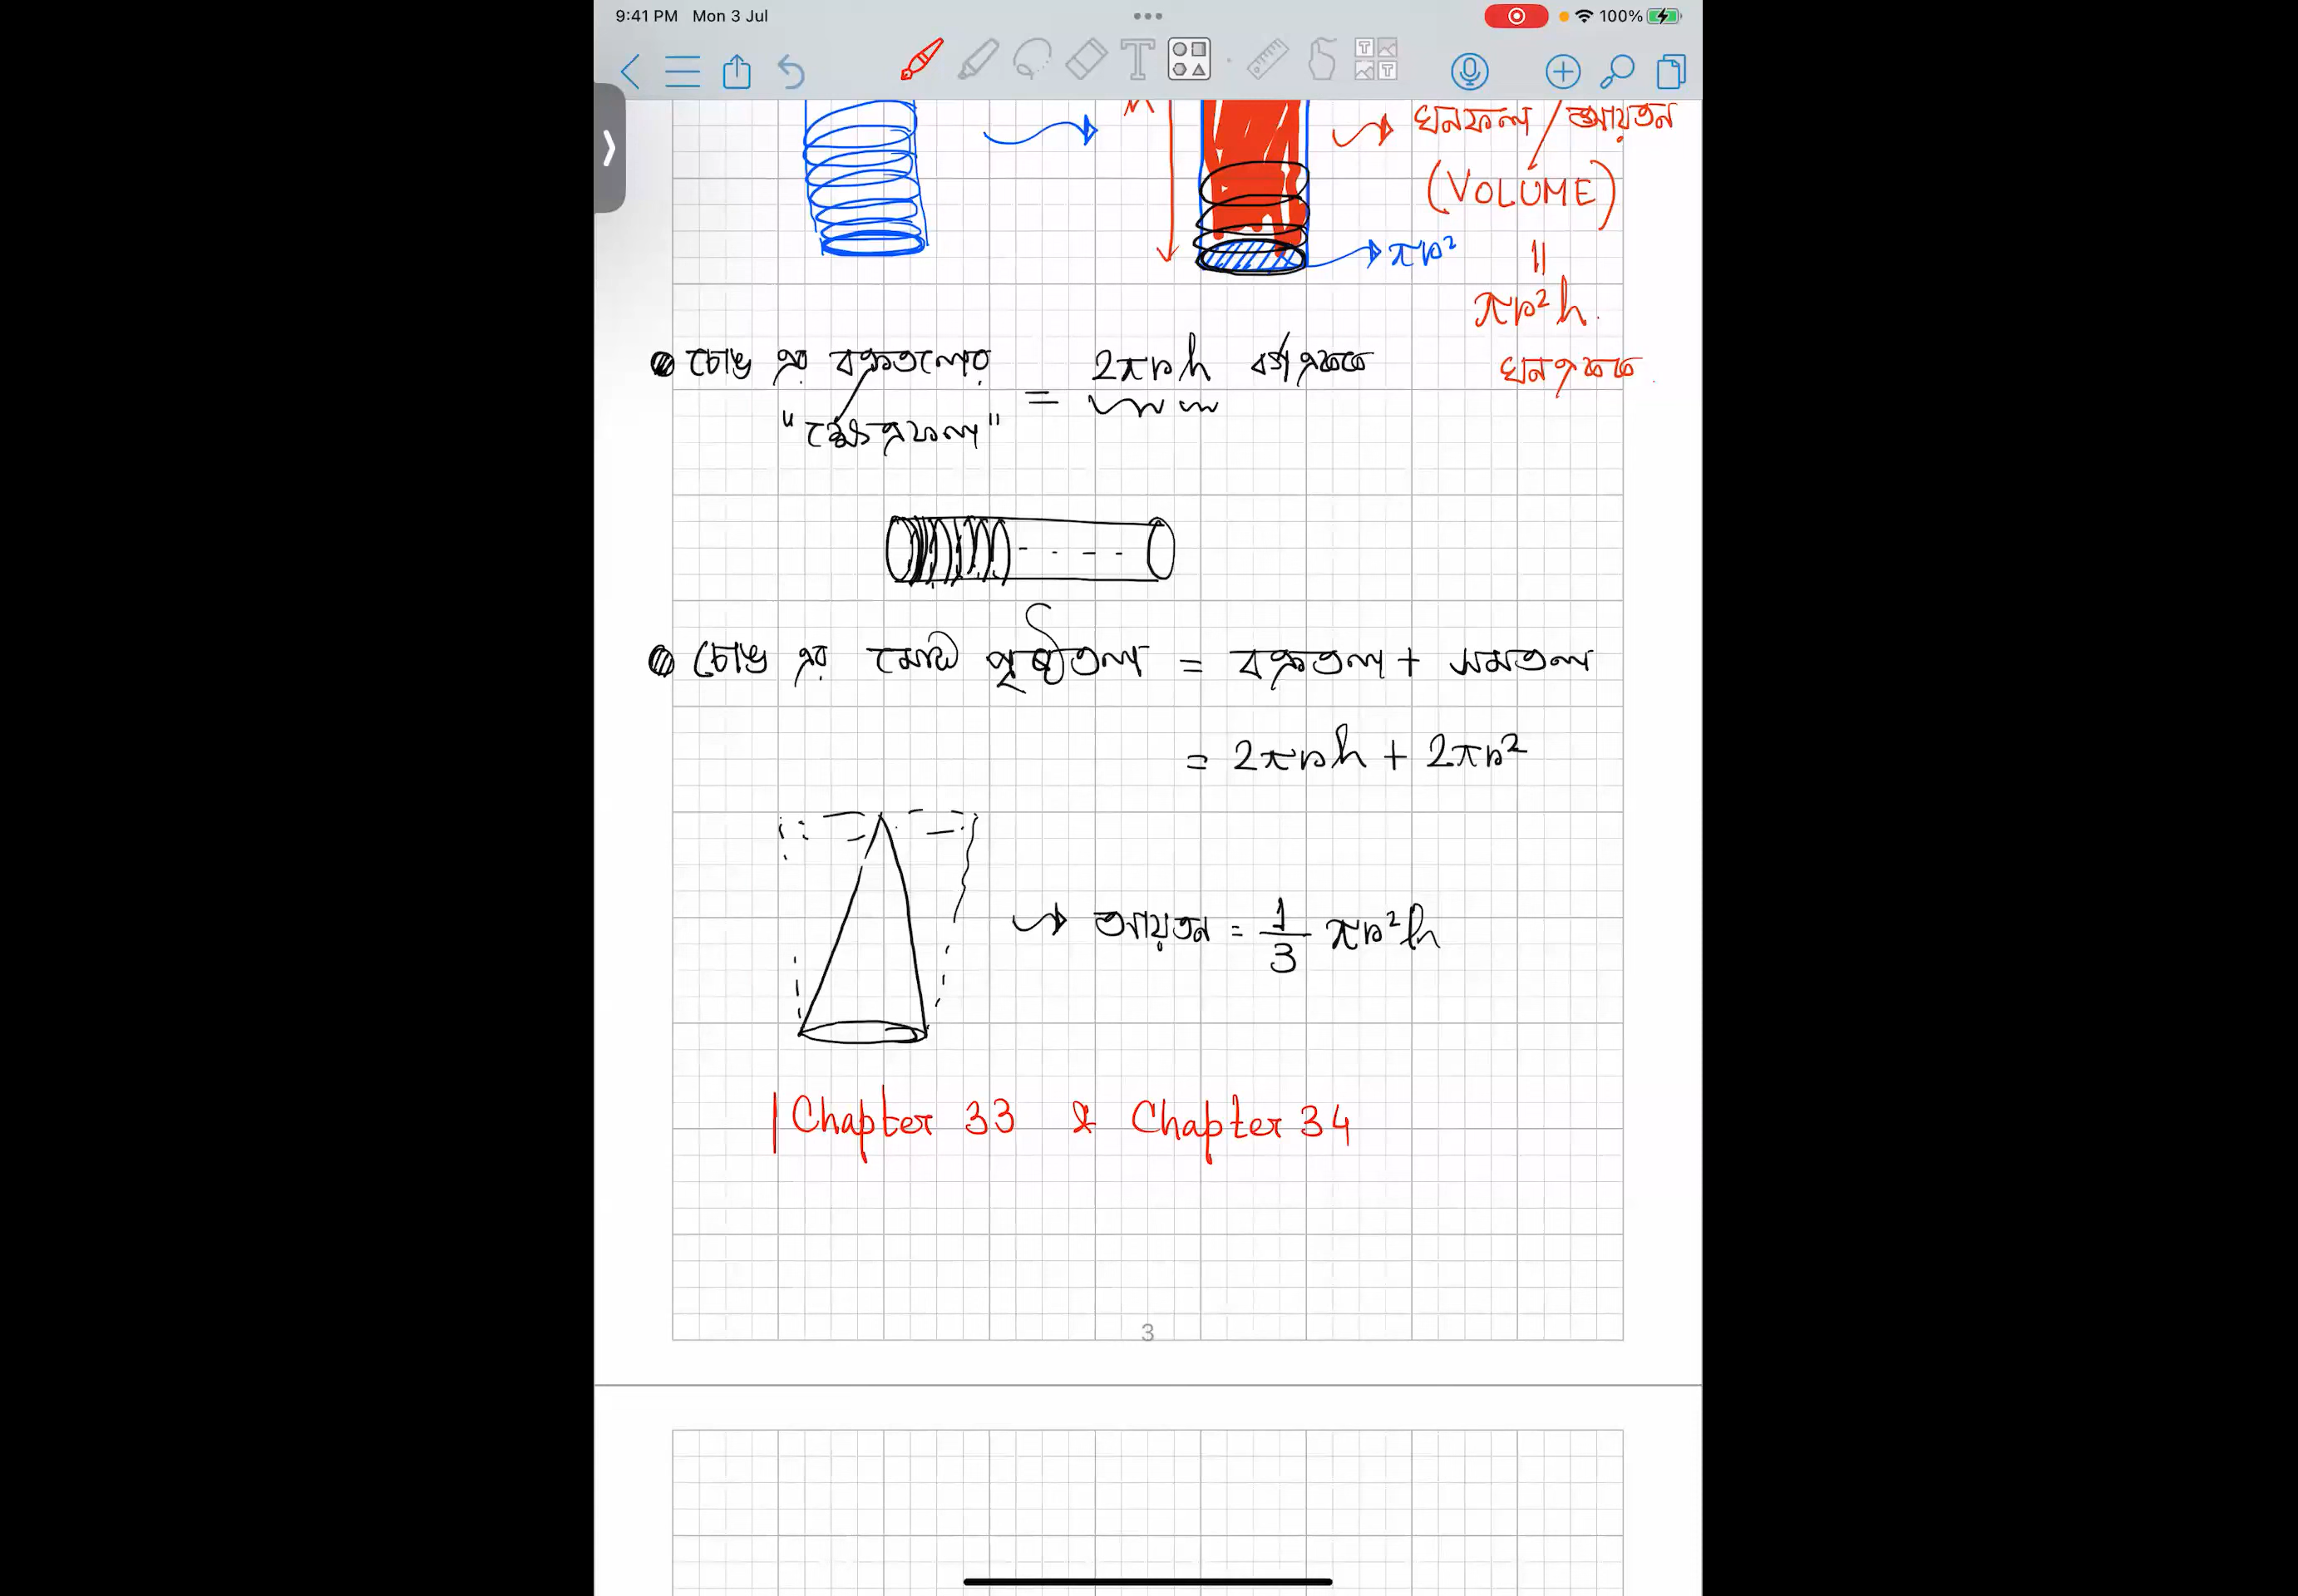 9:41 PM Mon 3 Jul
100%
ঘনফল / আয়তন
(VOLUME)
πr²
=
πr²h.
ঘনএকক
চোঙ এর বক্রতলের
"ক্ষেত্রফল" = 2πrh বর্গএকক
চোঙ এর মোট পৃষ্ঠতল = বক্রতল + সমতল
= 2πrh + 2πr²
আয়তন = 1/3 πr²h
Chapter 33 & Chapter 34
3